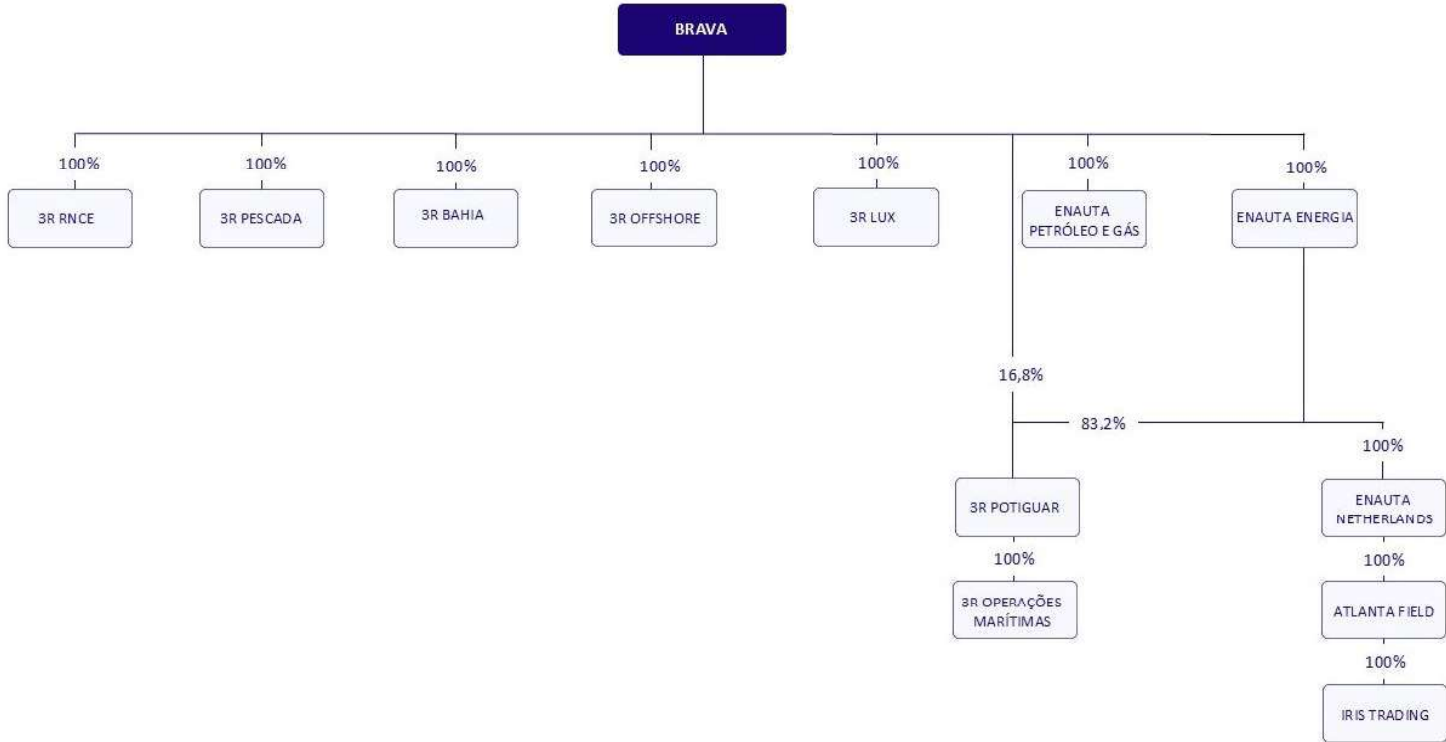 BRAVA
100%
100%
100%
100%
100%
100%
100%
3R RNCE
3R PESCADA
3R BAHIA
3R OFFSHORE
3R LUX
ENAUTA
PETRÓLEO E GÁS
ENAUTA ENERGIA
16,8%
83,2%
100%
3R POTIGUAR
ENAUTA
NETHERLANDS
100%
100%
3R OPERAÇÕES
MARÍTIMAS
ATLANTA FIELD
100%
IRIS TRADING